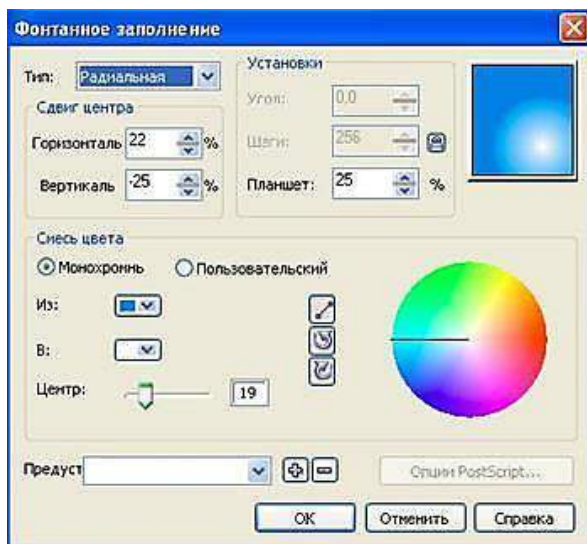 Фонтанное заполнение
Тип: Радиальная
Сдвиг центра
Горизонталь 22 %
Вертикаль -25 %
Установки
Угол: 0,0
Шаги: 256
Планшет: 25 %
Смесь цвета
Монохроннь Пользовательский
Из:
В:
Центр: 19
Предуст
Опции PostScript...
OK Отменить Справка